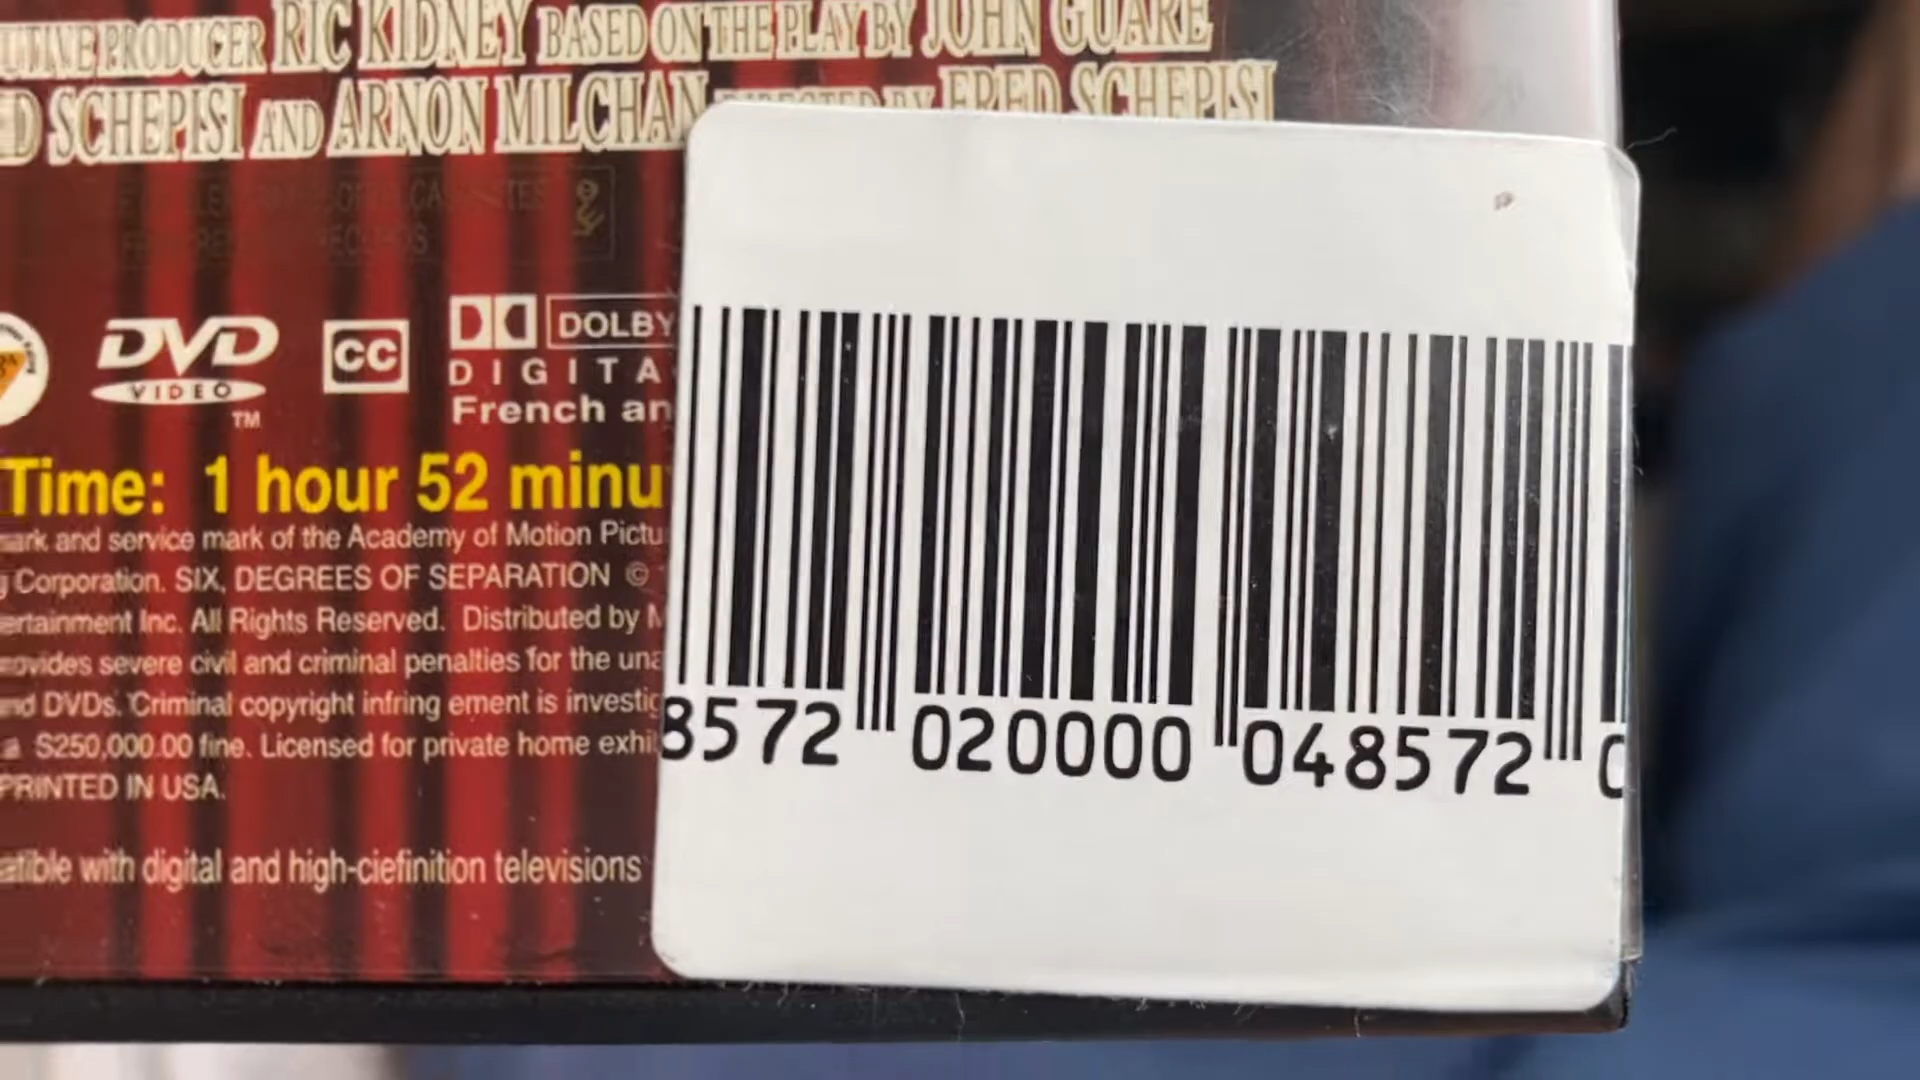 UTIVE PRODUCER RIC KIDNEY BASED ON THE PLAY BY JOHN GUARE
D SCHEPISI AND ARNON MILCHAN DIRECTED BY FRED SCHEPISI
DVD
VIDEO
TM
CC
DOLBY
DIGITA
French an
Time: 1 hour 52 minu
mark and service mark of the Academy of Motion Pictu
g Corporation. SIX, DEGREES OF SEPARATION ©
ertainment Inc. All Rights Reserved. Distributed by M
ovides severe civil and criminal penalties for the una
nd DVDs. Criminal copyright infring ement is investig
a S250,000.00 fine. Licensed for private home exhi
PRINTED IN USA.
atible with digital and high-ciefinition televisions
8572 020000 048572 0